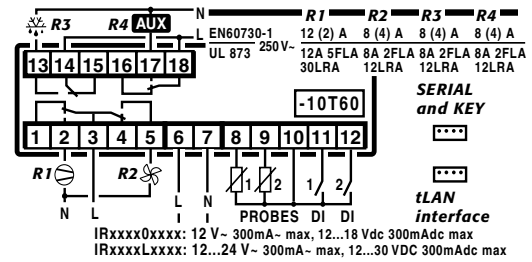 N R1 R2 R3 R4
R3 R4 AUX L EN60730-1 250 V~ 12 (2) A 8 (4) A 8 (4) A 8 (4) A
UL 873 12A 5FLA 8A 2FLA 8A 2FLA 8A 2FLA
30LRA 12LRA 12LRA 12LRA
13 14 15 16 17 18
SERIAL
and KEY
-10T60
1 2 3 4 5 6 7 8 9 10 11 12
R1 R2 1 2 1 2
N L L N PROBES DI DI
tLAN
interface
IRxxxx0xxxx: 12 V~ 300mA~ max, 12...18 Vdc 300mAdc max
IRxxxxLxxxx: 12...24 V~ 300mA~ max, 12...30 VDC 300mAdc max